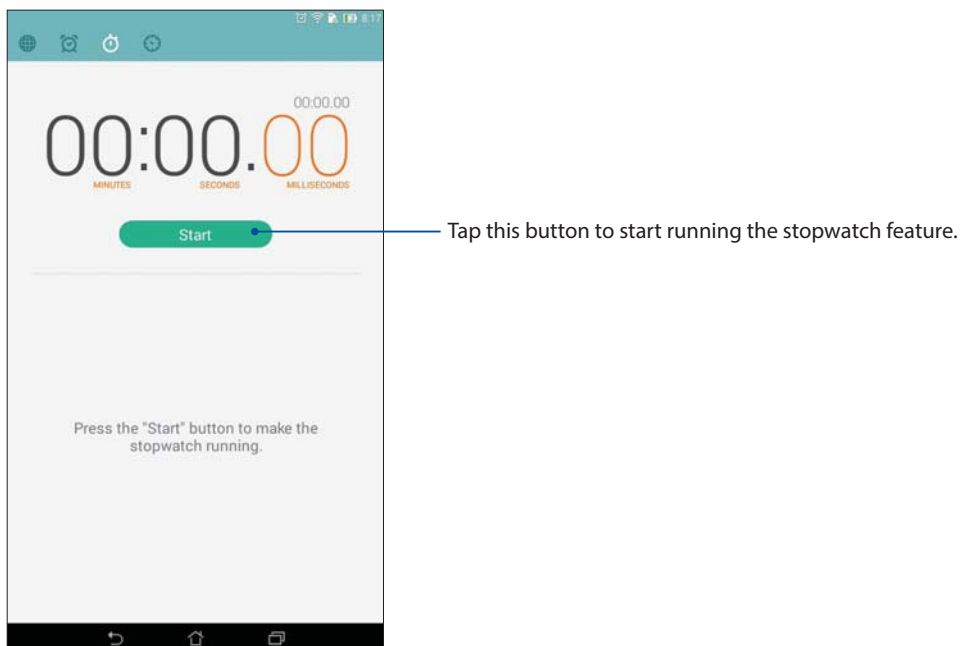 8:17
00:00.00
00:00.00
MINUTES SECONDS MILLISECONDS
Start
Tap this button to start running the stopwatch feature.
Press the "Start" button to make the
stopwatch running.